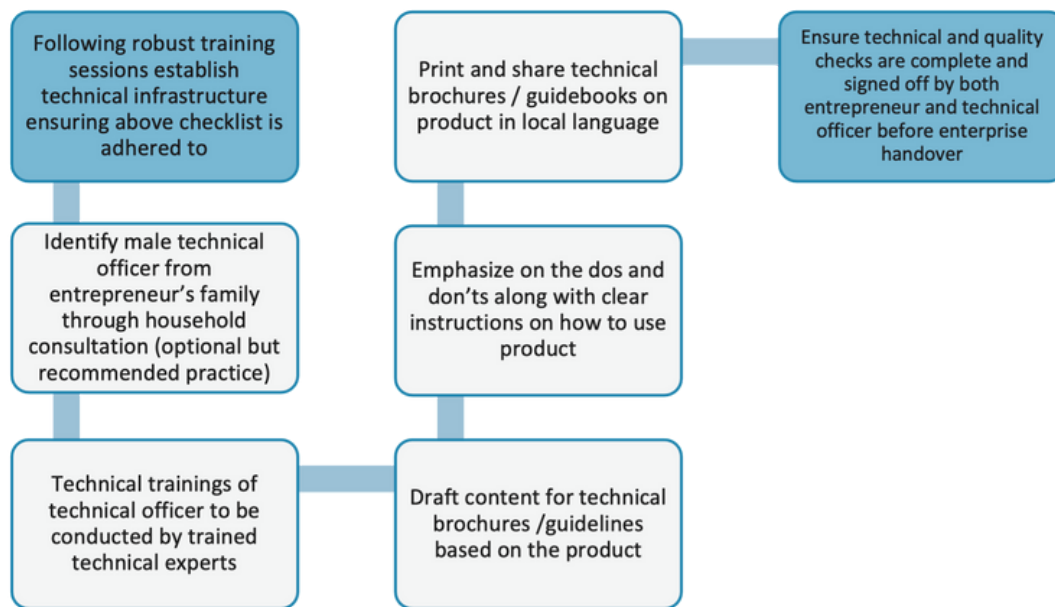 Following robust training
sessions establish
technical infrastructure
ensuring above checklist is
adhered to
Identify male technical
officer from
entrepreneur's family
through household
consultation (optional but
recommended practice)
Technical trainings of
technical officer to be
conducted by trained
technical experts
Draft content for technical
brochures /guidelines
based on the product
Emphasize on the dos and
don'ts along with clear
instructions on how to use
product
Print and share technical
brochures / guidebooks on
product in local language
Ensure technical and quality
checks are complete and
signed off by both
entrepreneur and technical
officer before enterprise
handover